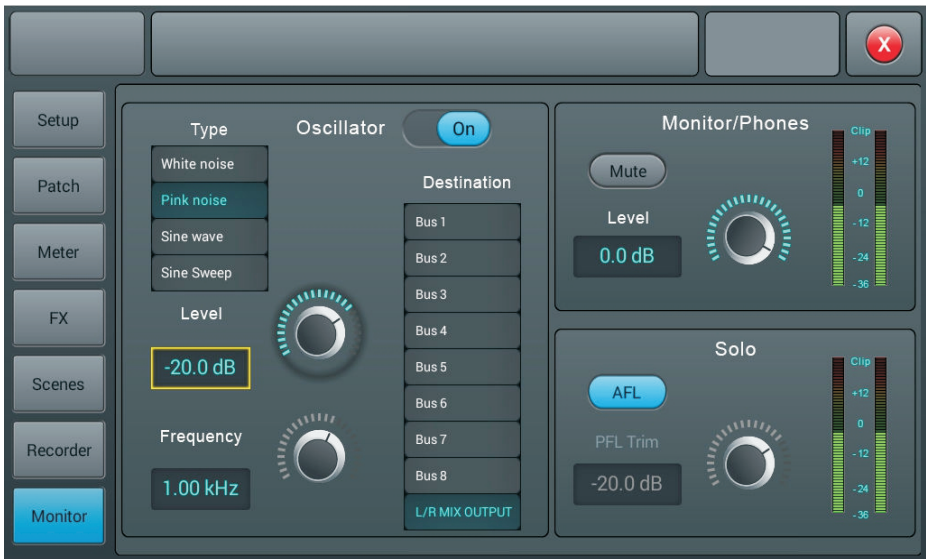 X
Setup
Patch
Meter
FX
Scenes
Recorder
Monitor
Oscillator
On
Type
White noise
Pink noise
Sine wave
Sine Sweep
Level
-20.0 dB
Frequency
1.00 kHz
Destination
Bus 1
Bus 2
Bus 3
Bus 4
Bus 5
Bus 6
Bus 7
Bus 8
L/R MIX OUTPUT
Monitor/Phones
Mute
Level
0.0 dB
Clip
+12
0
-12
-24
-36
Solo
AFL
PFL Trim
-20.0 dB
Clip
+12
0
-12
-24
-36